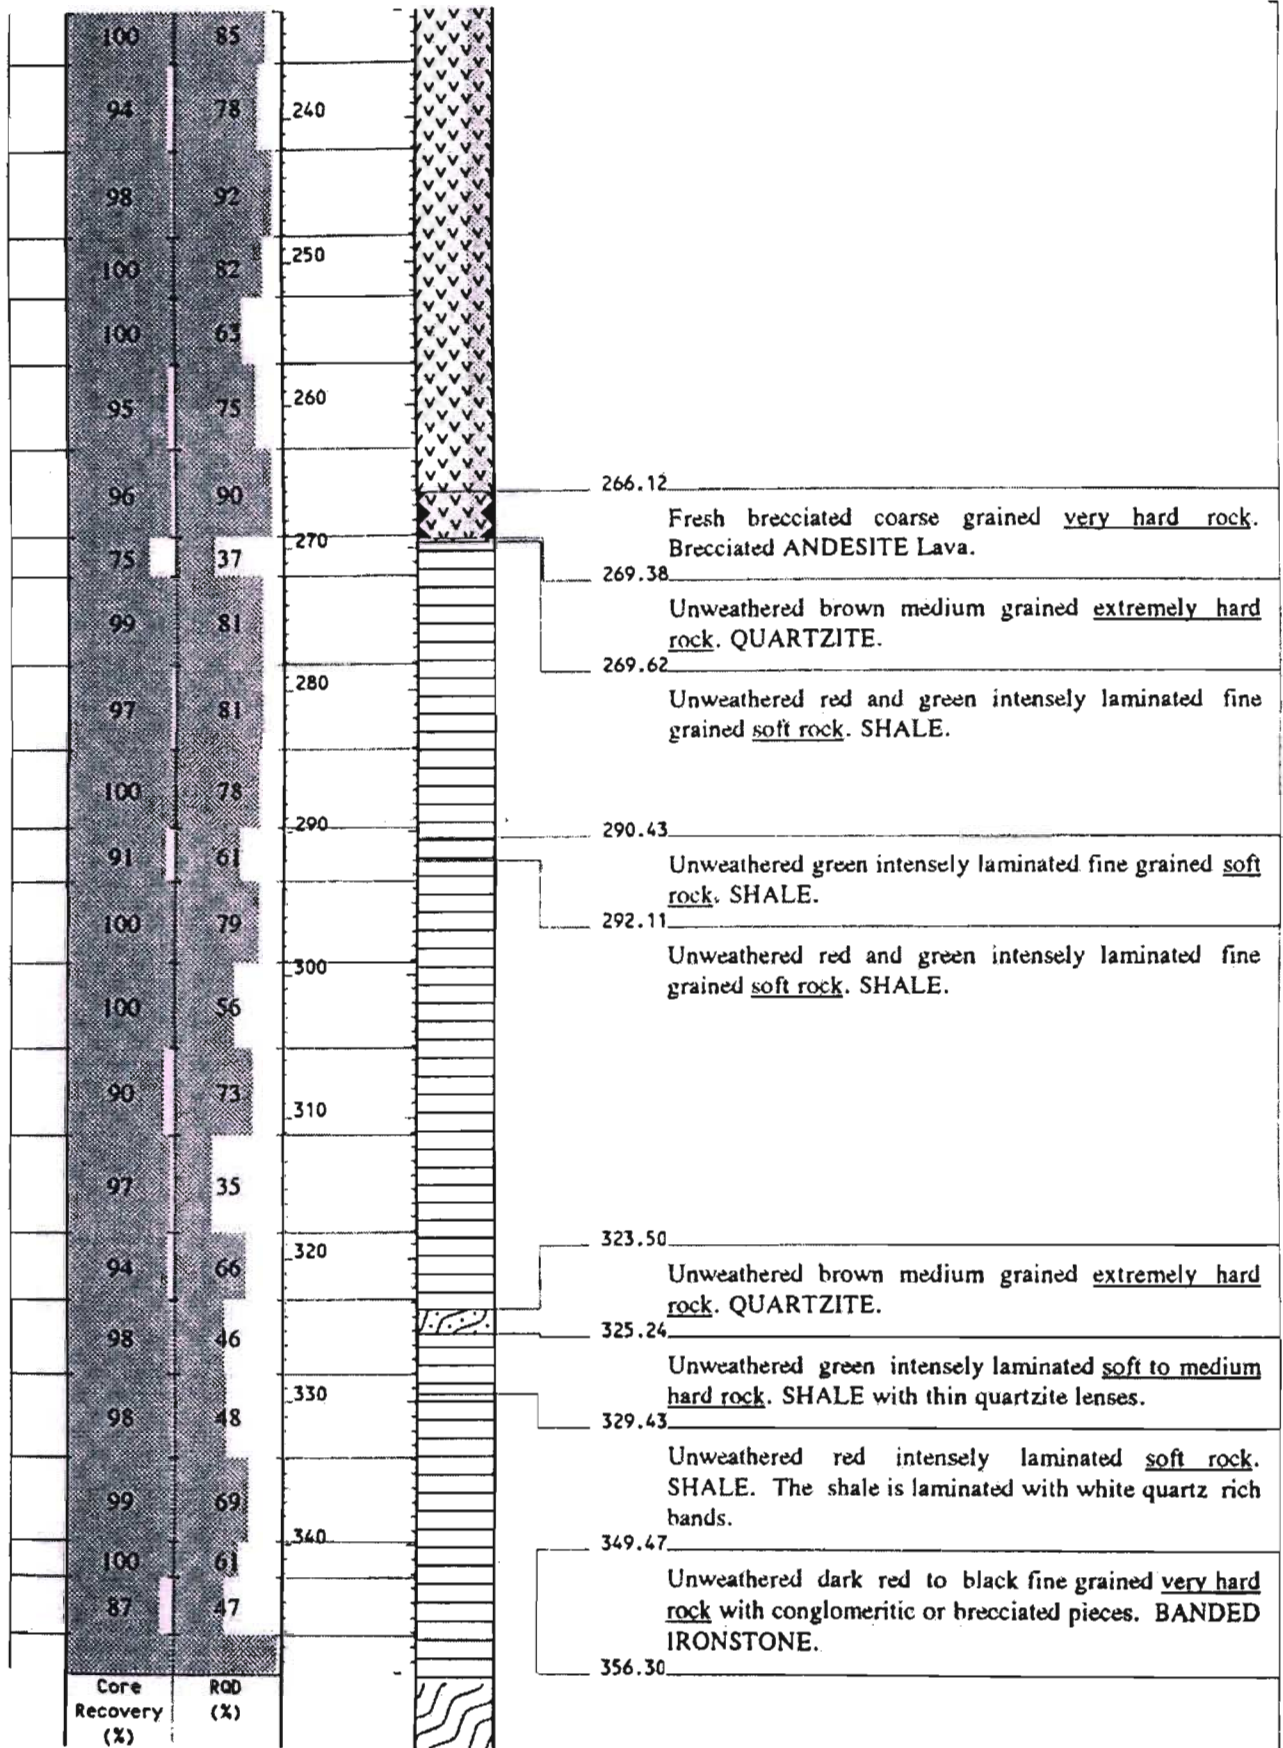 100 85
94 78
240
98 92
250
100 82
100 63
260
95 75
96 90
266.12
Fresh brecciated coarse grained very hard rock.
Brecciated ANDESITE Lava.
270
75 37
269.38
Unweathered brown medium grained extremely hard
rock. QUARTZITE.
99 81
269.62
280
Unweathered red and green intensely laminated fine
grained soft rock. SHALE.
97 81
100 78
290
290.43
91 61
Unweathered green intensely laminated fine grained soft
rock. SHALE.
100 79
292.11
Unweathered red and green intensely laminated fine
grained soft rock. SHALE.
300
100 56
90 73
310
97 35
320
323.50
94 66
Unweathered brown medium grained extremely hard
rock. QUARTZITE.
98 46
325.24
Unweathered green intensely laminated soft to medium
hard rock. SHALE with thin quartzite lenses.
330
98 48
329.43
Unweathered red intensely laminated soft rock.
SHALE. The shale is laminated with white quartz rich
bands.
99 69
340
349.47
100 61
Unweathered dark red to black fine grained very hard
rock with conglomeritic or brecciated pieces. BANDED
IRONSTONE.
87 47
356.30
Core RQD
Recovery (%)
(%)